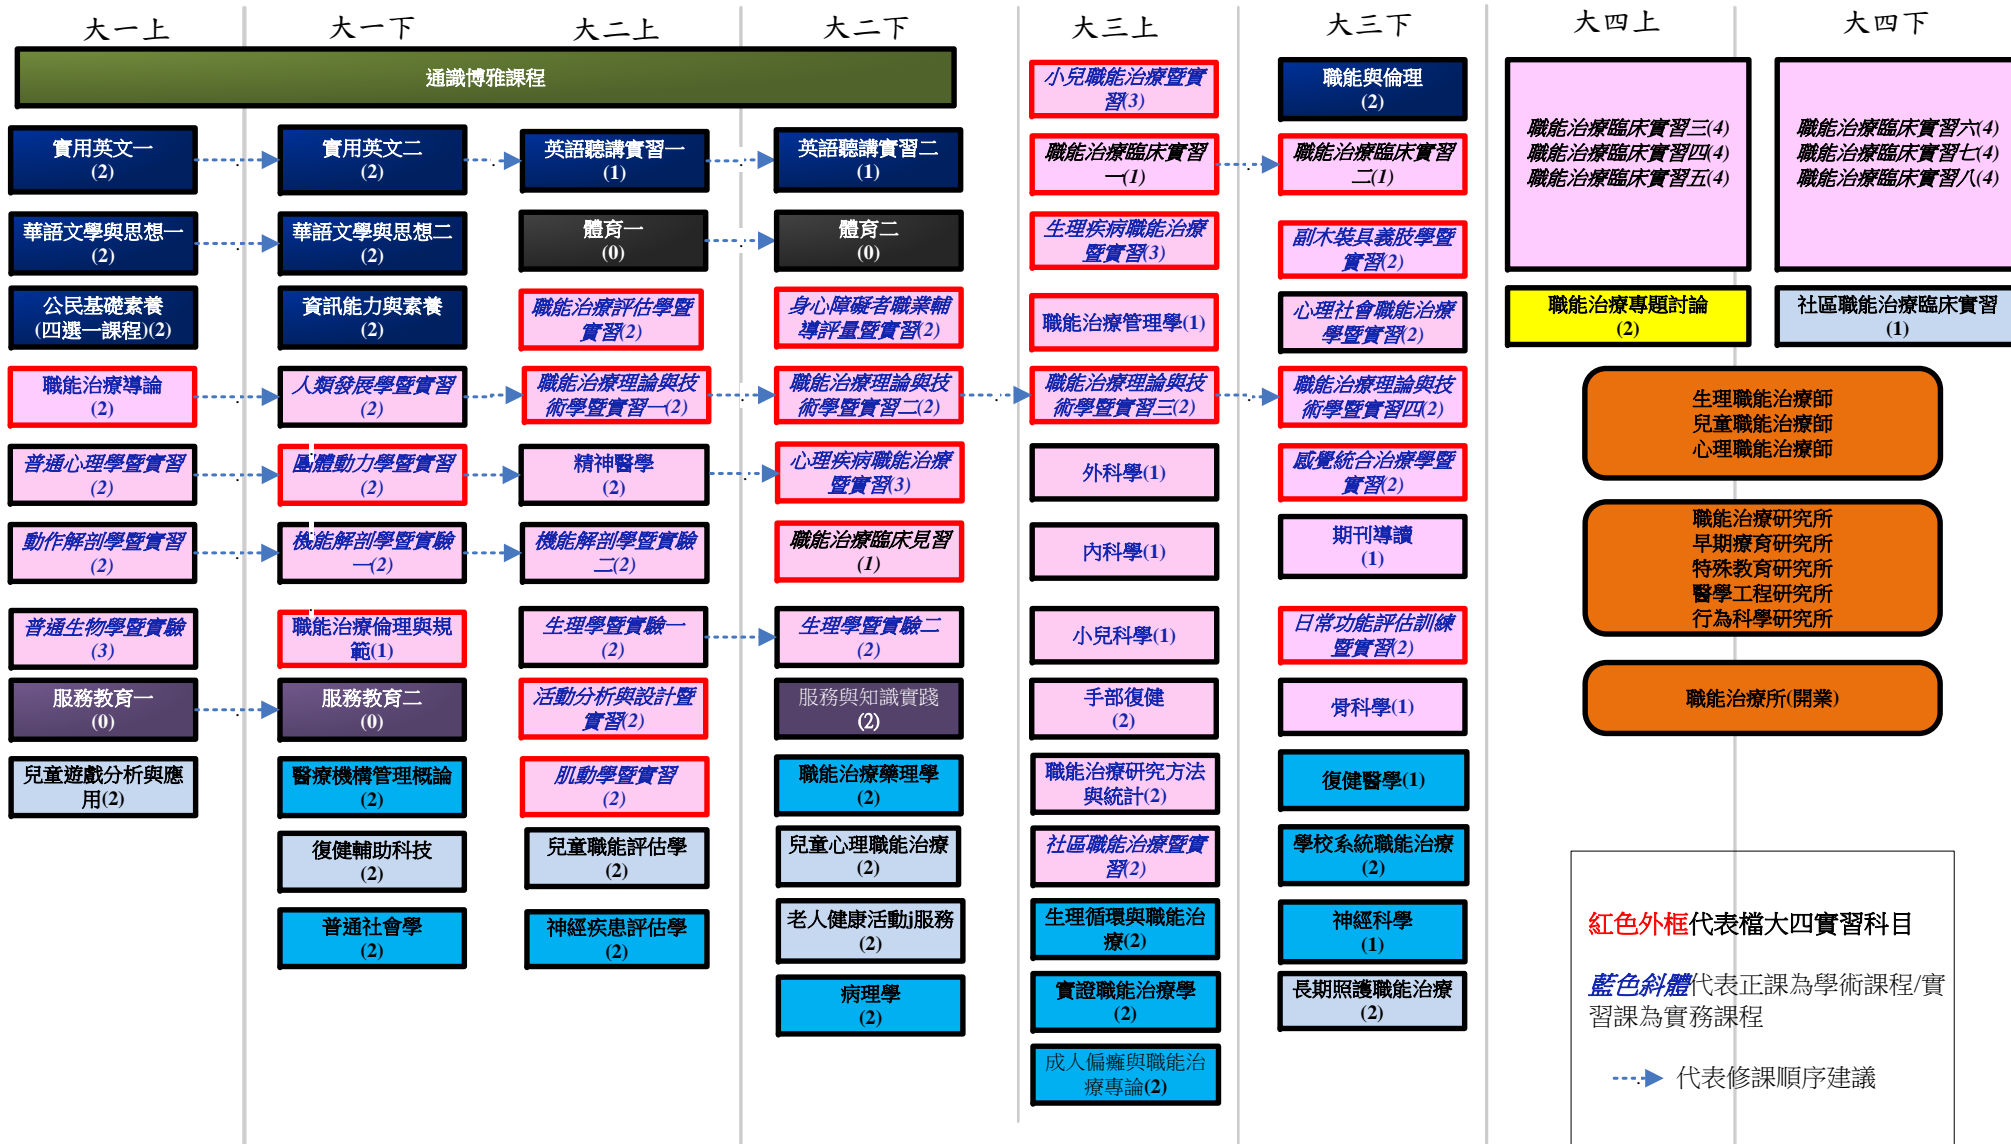 大一上
大一下
大二上
大二下
大三上
大三下
大四上
大四下
通識博雅課程
實用英文一
(2)
華語文學與思想一
(2)
公民基礎素養
(四選一課程)(2)
職能治療導論
(2)
普通心理學暨實習
(2)
動作解剖學暨實習
(2)
普通生物學暨實驗
(3)
服務教育一
(0)
兒童遊戲分析與應
用(2)
實用英文二
(2)
華語文學與思想二
(2)
資訊能力與素養
(2)
人類發展學暨實習
(2)
團體動力學暨實習
(2)
機能解剖學暨實驗
一(2)
職能治療倫理與規
範(1)
服務教育二
(0)
醫療機構管理概論
(2)
復健輔助科技
(2)
普通社會學
(2)
英語聽講實習一
(1)
體育一
(0)
職能治療評估學暨
實習(2)
職能治療理論與技
術學暨實習一(2)
精神醫學
(2)
機能解剖學暨實驗
二(2)
生理學暨實驗一
(2)
活動分析與設計暨
實習(2)
肌動學暨實習
(2)
兒童職能評估學
(2)
神經疾患評估學
(2)
英語聽講實習二
(1)
體育二
(0)
身心障礙者職業輔
導評量暨實習(2)
職能治療理論與技
術學暨實習二(2)
心理疾病職能治療
暨實習(3)
職能治療臨床見習
(1)
生理學暨實驗二
(2)
服務與知識實踐
(2)
職能治療藥理學
(2)
兒童心理職能治療
(2)
老人健康活動j服務
(2)
病理學
(2)
小兒職能治療暨實
習(3)
職能治療臨床實習
一(1)
生理疾病職能治療
暨實習(3)
職能治療管理學(1)
職能治療理論與技
術學暨實習三(2)
外科學(1)
內科學(1)
小兒科學(1)
手部復健
(2)
職能治療研究方法
與統計(2)
社區職能治療暨實
習(2)
生理循環與職能治
療(2)
實證職能治療學
(2)
成人偏癱與職能治
療專論(2)
職能與倫理
(2)
職能治療臨床實習
二(1)
副木裝具義肢學暨
實習(2)
心理社會職能治療
學暨實習(2)
職能治療理論與技
術學暨實習四(2)
感覺統合治療學暨
實習(2)
期刊導讀
(1)
日常功能評估訓練
暨實習(2)
骨科學(1)
復健醫學(1)
學校系統職能治療
(2)
神經科學
(1)
長期照護職能治療
(2)
職能治療臨床實習三(4)
職能治療臨床實習四(4)
職能治療臨床實習五(4)
職能治療專題討論
(2)
職能治療臨床實習六(4)
職能治療臨床實習七(4)
職能治療臨床實習八(4)
社區職能治療臨床實習
(1)
生理職能治療師
兒童職能治療師
心理職能治療師
職能治療研究所
早期療育研究所
特殊教育研究所
醫學工程研究所
行為科學研究所
職能治療所(開業)
紅色外框代表檔大四實習科目
藍色斜體代表正課為學術課程/實
習課為實務課程
代表修課順序建議